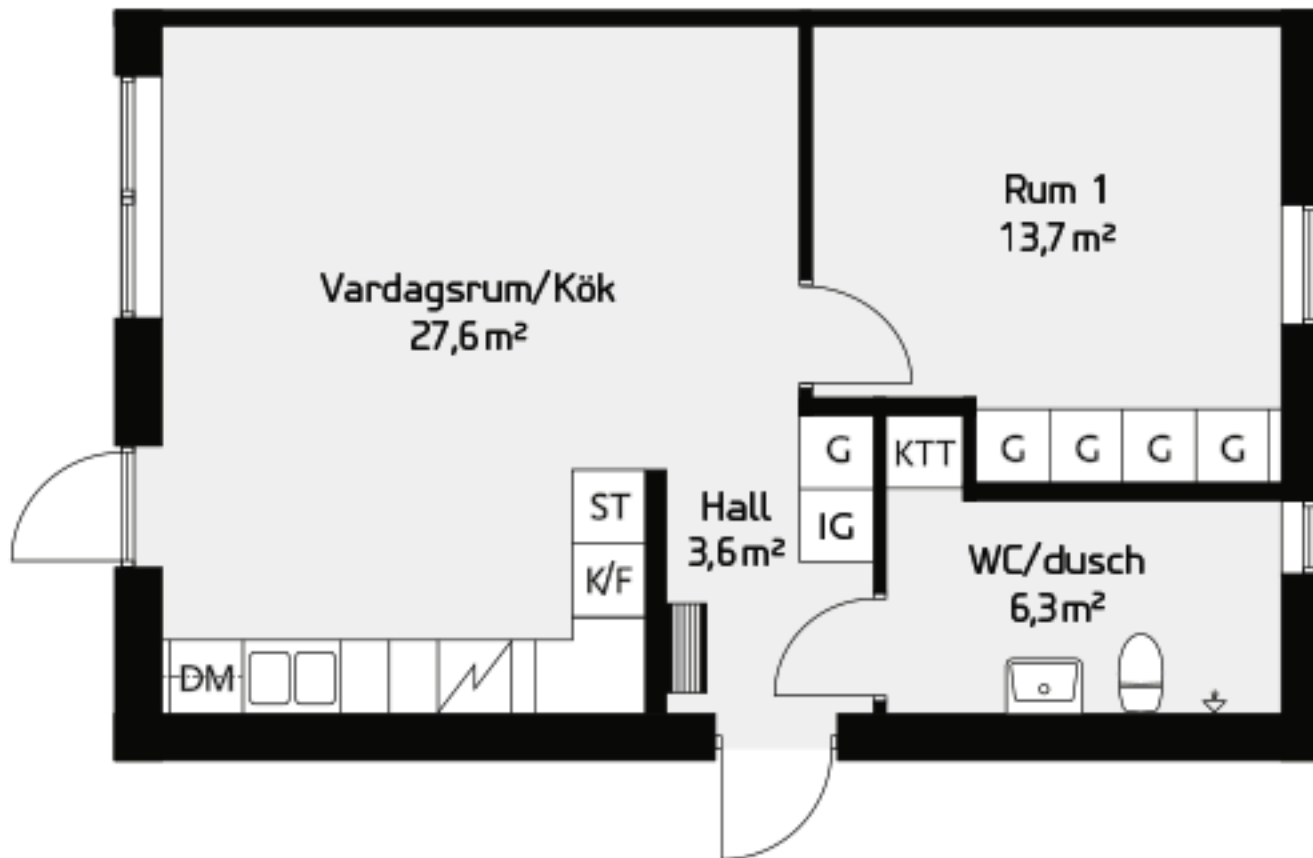 Rum 1
13,7 m²
Vardagsrum/Kök
27,6 m²
G
KTT
G
G
G
G
ST
Hall
3,6 m²
IG
K/F
WC/dusch
6,3 m²
DM